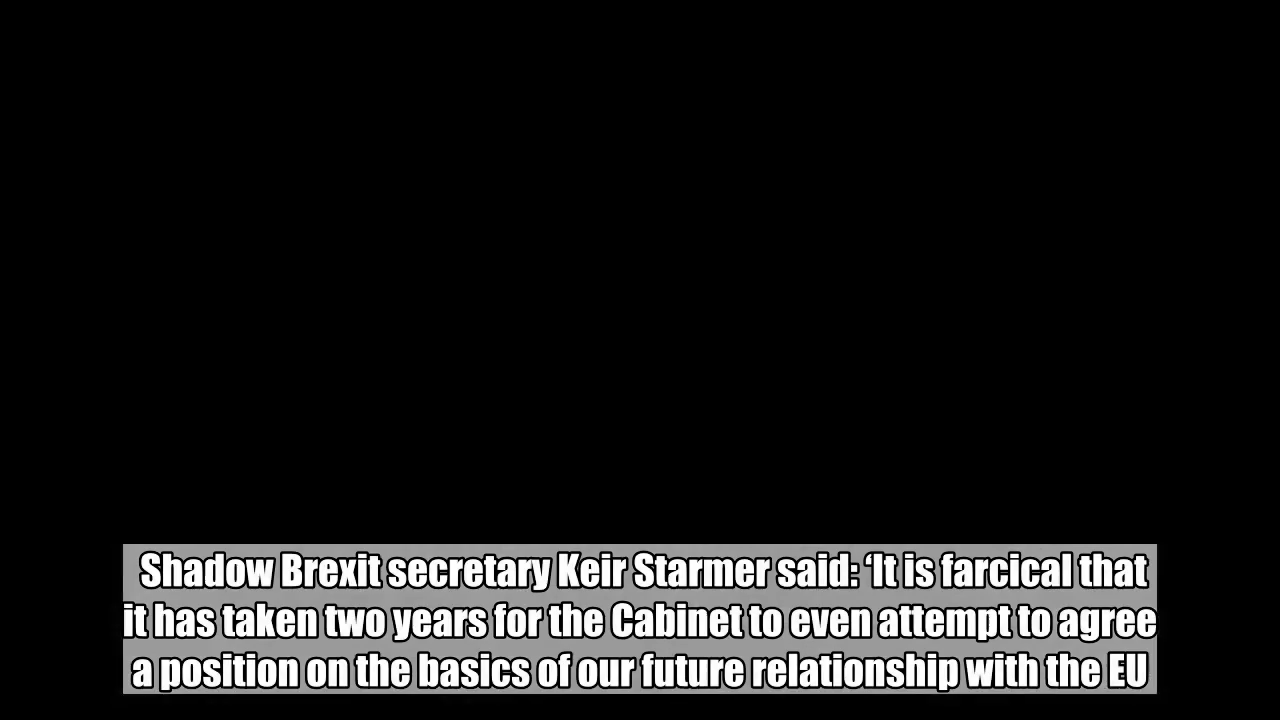 Shadow Brexit secretary Keir Starmer said: ‘It is farcical that
it has taken two years for the Cabinet to even attempt to agree
a position on the basics of our future relationship with the EU